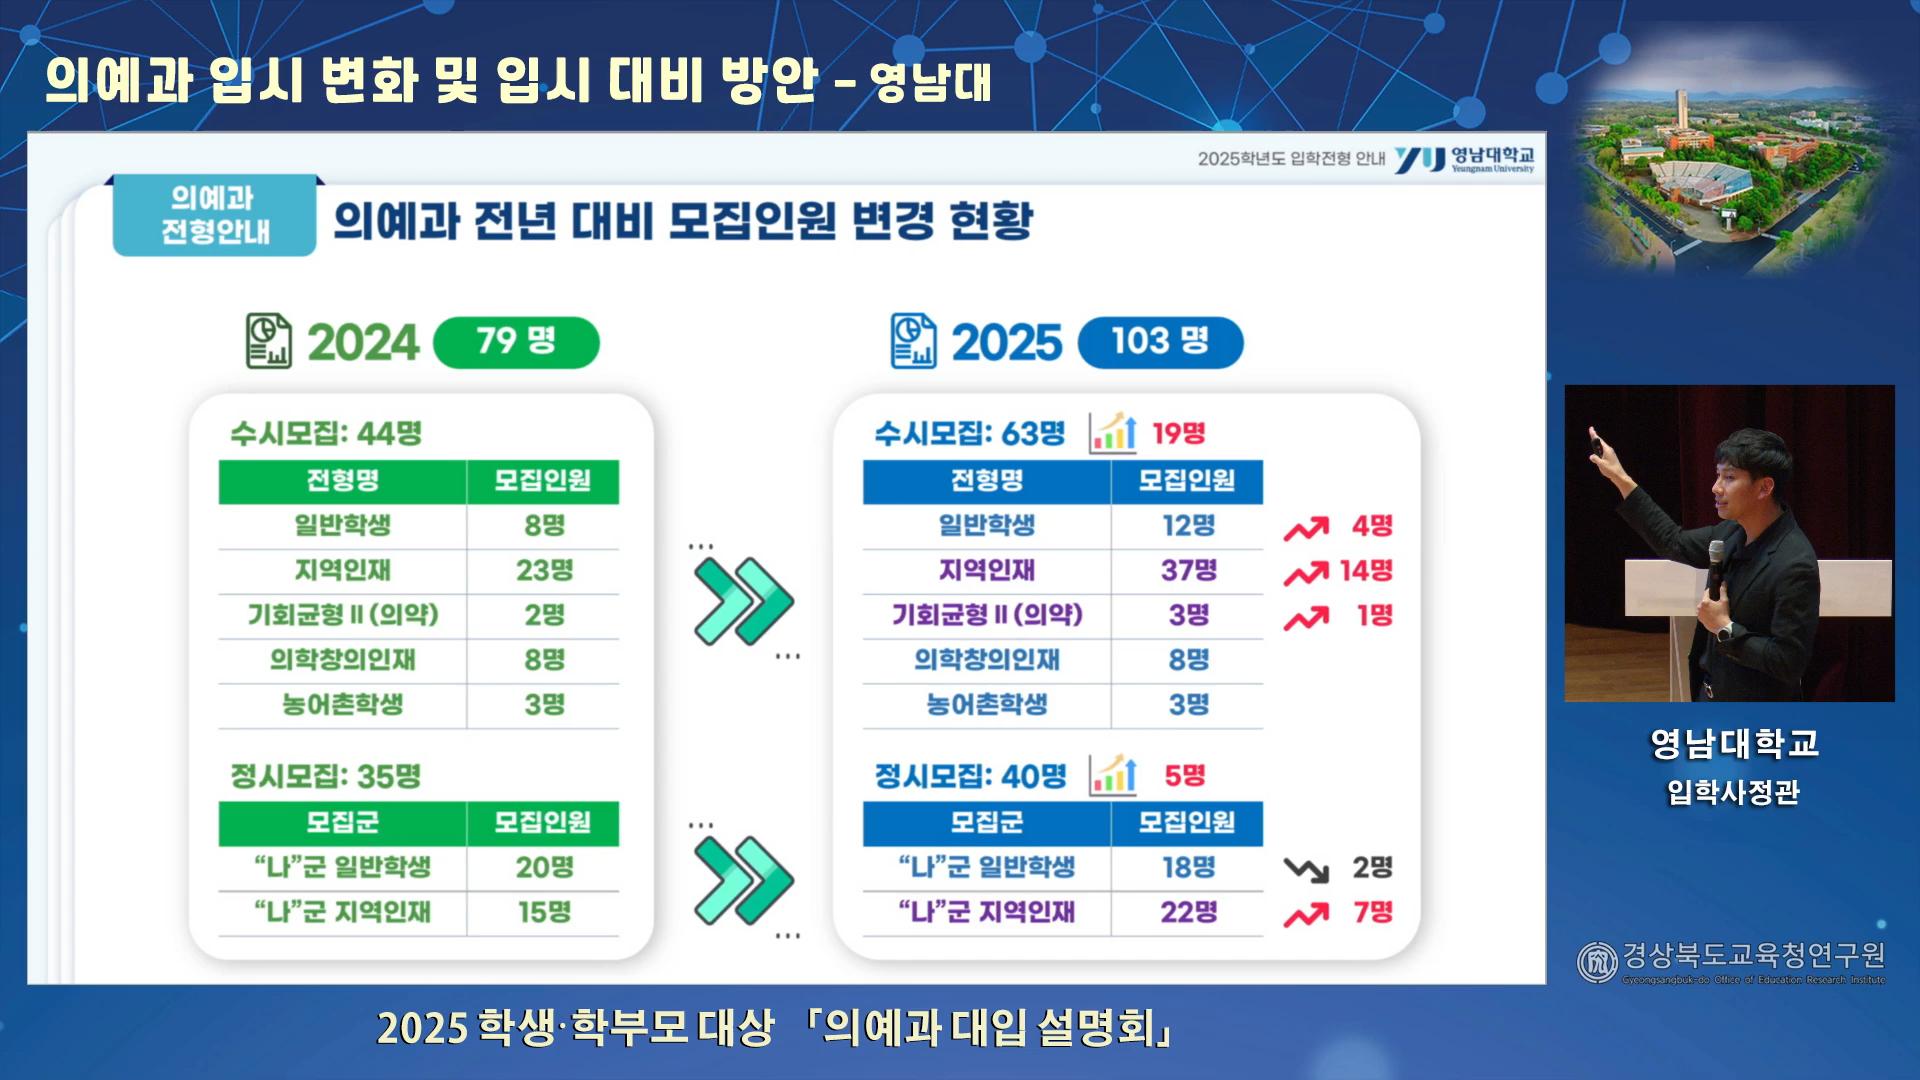 의예과 입시 변화 및 입시 대비 방안 - 영남대
2025학년도 입학전형 안내 YU 영남대학교
Yeungnam University
의예과
전형안내
의예과 전년 대비 모집인원 변경 현황
2024 79 명
수시모집: 44명
전형명 모집인원
일반학생 8명
지역인재 23명
기회균형 II (의약) 2명
의학창의인재 8명
농어촌학생 3명
정시모집: 35명
모집군 모집인원
“나”군 일반학생 20명
“나”군 지역인재 15명
2025 103 명
수시모집: 63명 19명
전형명 모집인원
일반학생 12명 4명
지역인재 37명 14명
기회균형 II (의약) 3명 1명
의학창의인재 8명
농어촌학생 3명
정시모집: 40명 5명
모집군 모집인원
“나”군 일반학생 18명 2명
“나”군 지역인재 22명 7명
영남대학교
입학사정관
경상북도교육청연구원
Gyeongsangbuk-do Office of Education Research Institute
2025 학생·학부모 대상 「의예과 대입 설명회」